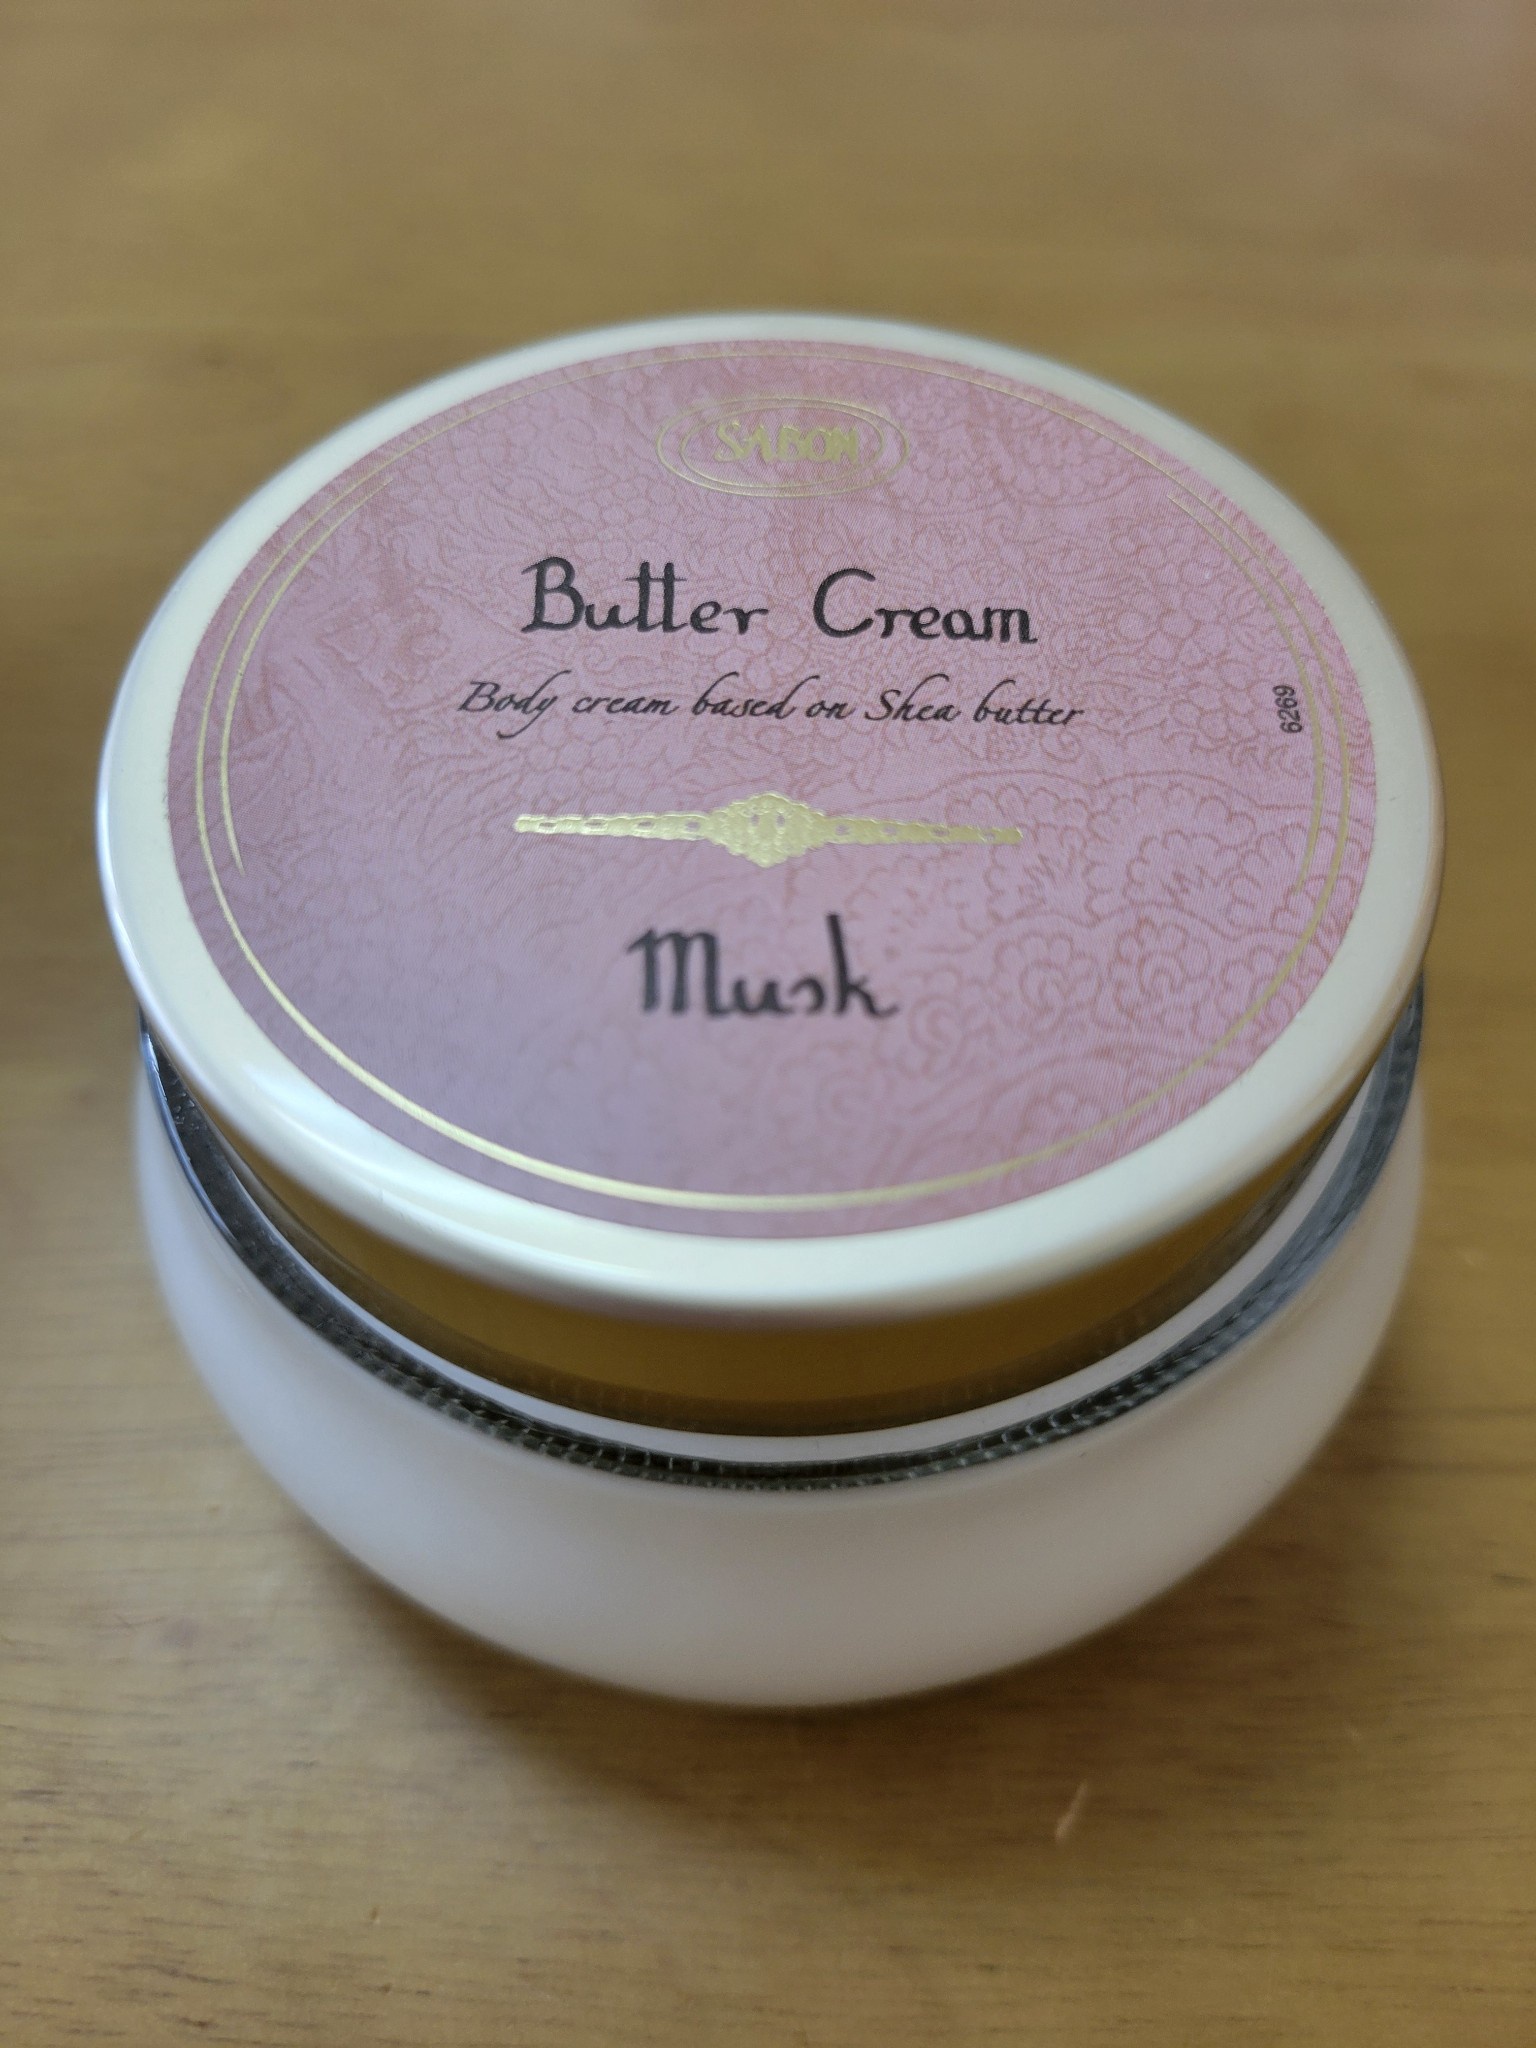 SABON
Butter Cream
Body cream based on Shea butter
6269
Musk